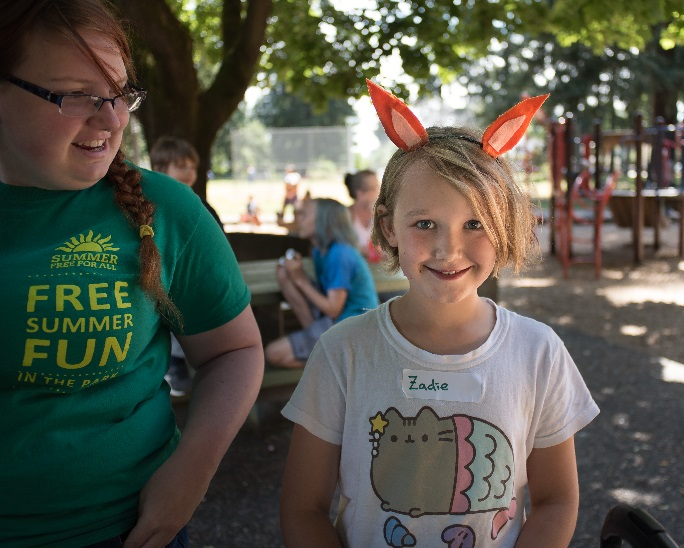 SUMMER
FREE FOR ALL
FREE
SUMMER
FUN
IN THE PARK
Zadie